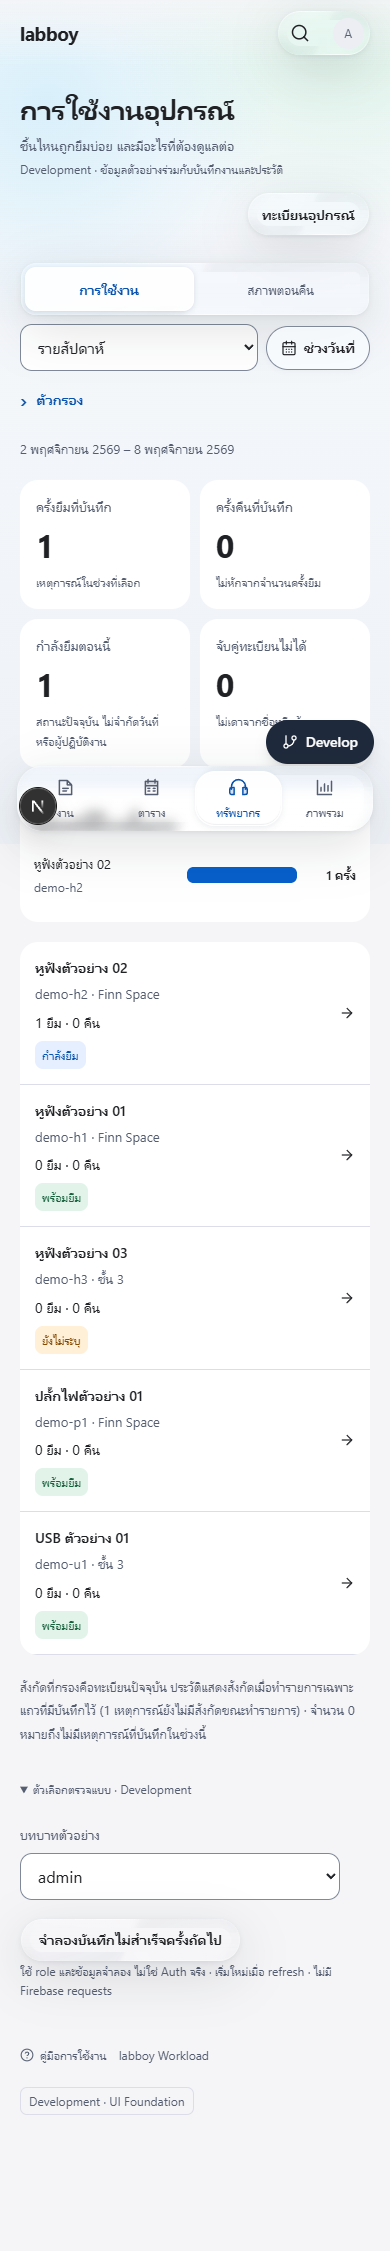 labboy
A
การใช้งานอุปกรณ์
ชิ้นไหนถูกยืมบ่อย และมีอะไรที่ต้องดูแลต่อ
Development · ข้อมูลตัวอย่างร่วมกับบันทึกงานและประวัติ
ทะเบียนอุปกรณ์
การใช้งาน
สภาพตอนคืน
รายสัปดาห์
ช่วงวันที่
ตัวกรอง
2 พฤศจิกายน 2569 – 8 พฤศจิกายน 2569
ครั้งยืมที่บันทึก
1
เหตุการณ์ในช่วงที่เลือก
ครั้งคืนที่บันทึก
0
ไม่หักจากจำนวนครั้งยืม
กำลังยืมตอนนี้
1
สถานะปัจจุบัน ไม่จำกัดวันที่
หรือผู้ปฏิบัติงาน
จับคู่ทะเบียนไม่ได้
0
ไม่เดาจากชื่อ
Develop
N
งาน
ตาราง
ทรัพยากร
ภาพรวม
หูฟังตัวอย่าง 02
demo-h2
1 ครั้ง
หูฟังตัวอย่าง 02
demo-h2 · Finn Space
1 ยืม · 0 คืน
กำลังยืม
หูฟังตัวอย่าง 01
demo-h1 · Finn Space
0 ยืม · 0 คืน
พร้อมยืม
หูฟังตัวอย่าง 03
demo-h3 · ชั้น 3
0 ยืม · 0 คืน
ยังไม่ระบุ
ปลั๊กไฟตัวอย่าง 01
demo-p1 · Finn Space
0 ยืม · 0 คืน
พร้อมยืม
USB ตัวอย่าง 01
demo-u1 · ชั้น 3
0 ยืม · 0 คืน
พร้อมยืม
สังกัดที่กรองคือทะเบียนปัจจุบัน ประวัติแสดงสังกัดเมื่อทำรายการเฉพาะ
แถวที่มีบันทึกไว้ (1 เหตุการณ์ยังไม่มีสังกัดขณะทำรายการ) · จำนวน 0
หมายถึงไม่มีเหตุการณ์ที่บันทึกในช่วงนี้
ตัวเลือกตรวจแบบ · Development
บทบาทตัวอย่าง
admin
จำลองบันทึกไม่สำเร็จครั้งถัดไป
ใช้ role และข้อมูลจำลอง ไม่ใช่ Auth จริง · เริ่มใหม่เมื่อ refresh · ไม่มี
Firebase requests
คู่มือการใช้งาน labboy Workload
Development · UI Foundation